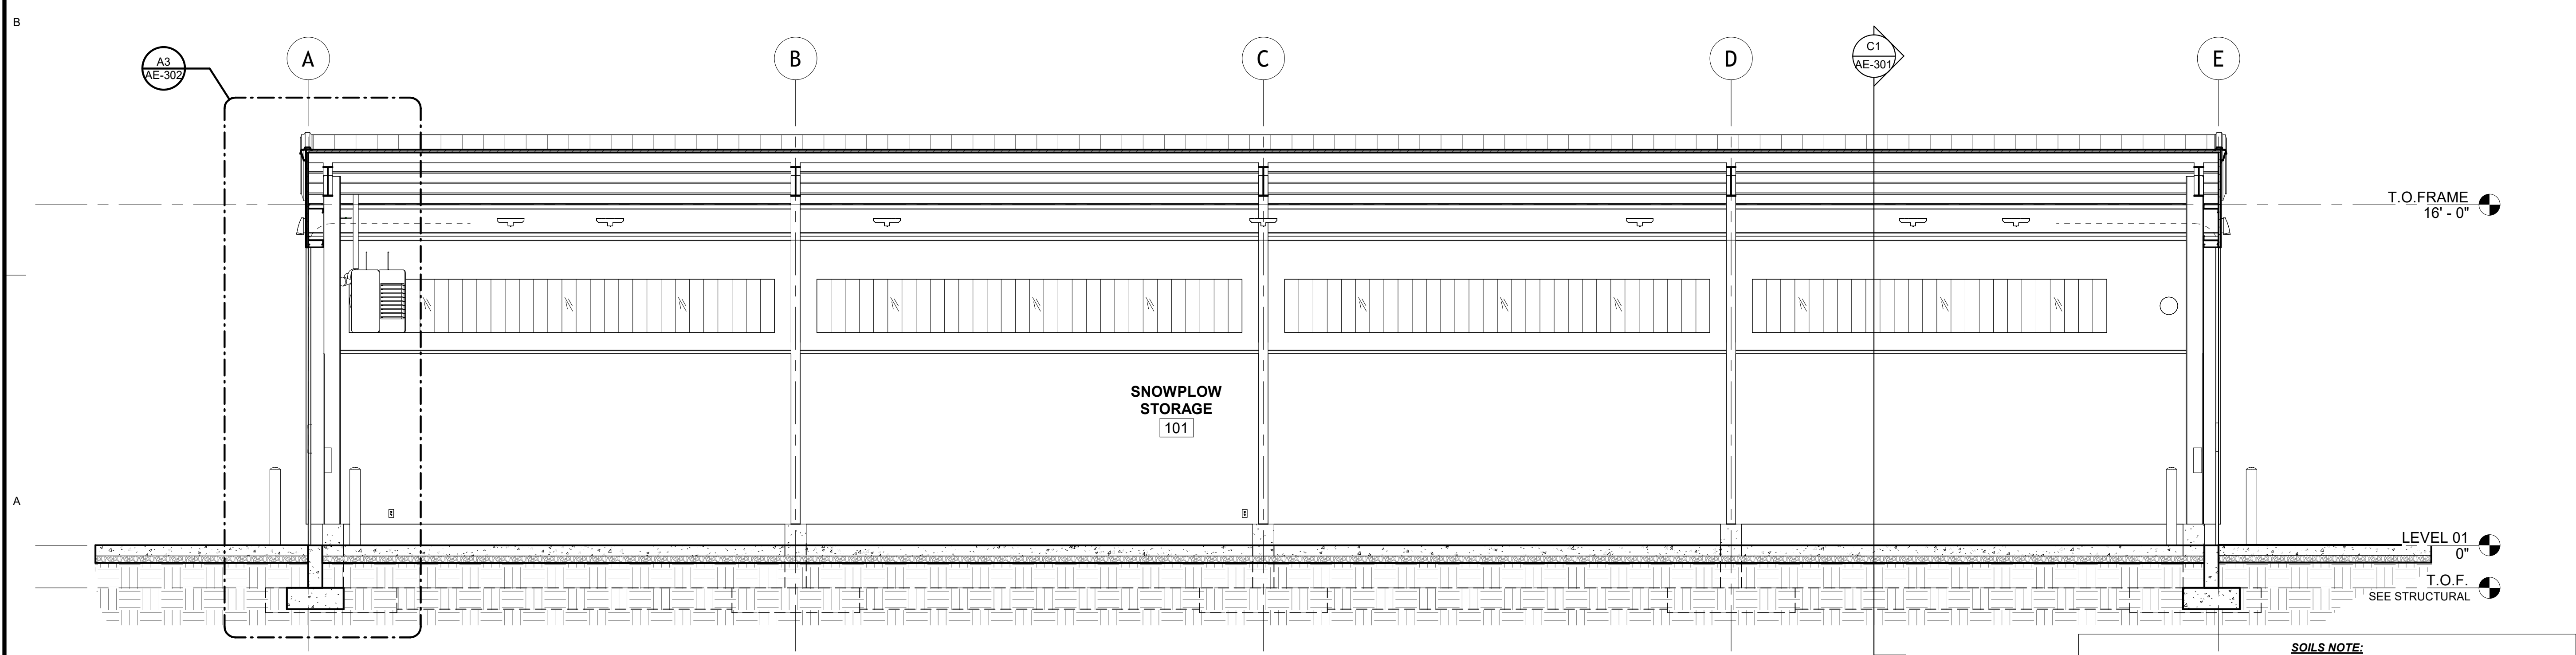 B
A
B
C
D
E
A3
AE-302
C1
AE-301
T.O.FRAME
16' - 0"
SNOWPLOW
STORAGE
101
A
LEVEL 01
0"
T.O.F.
SEE STRUCTURAL
SOILS NOTE: